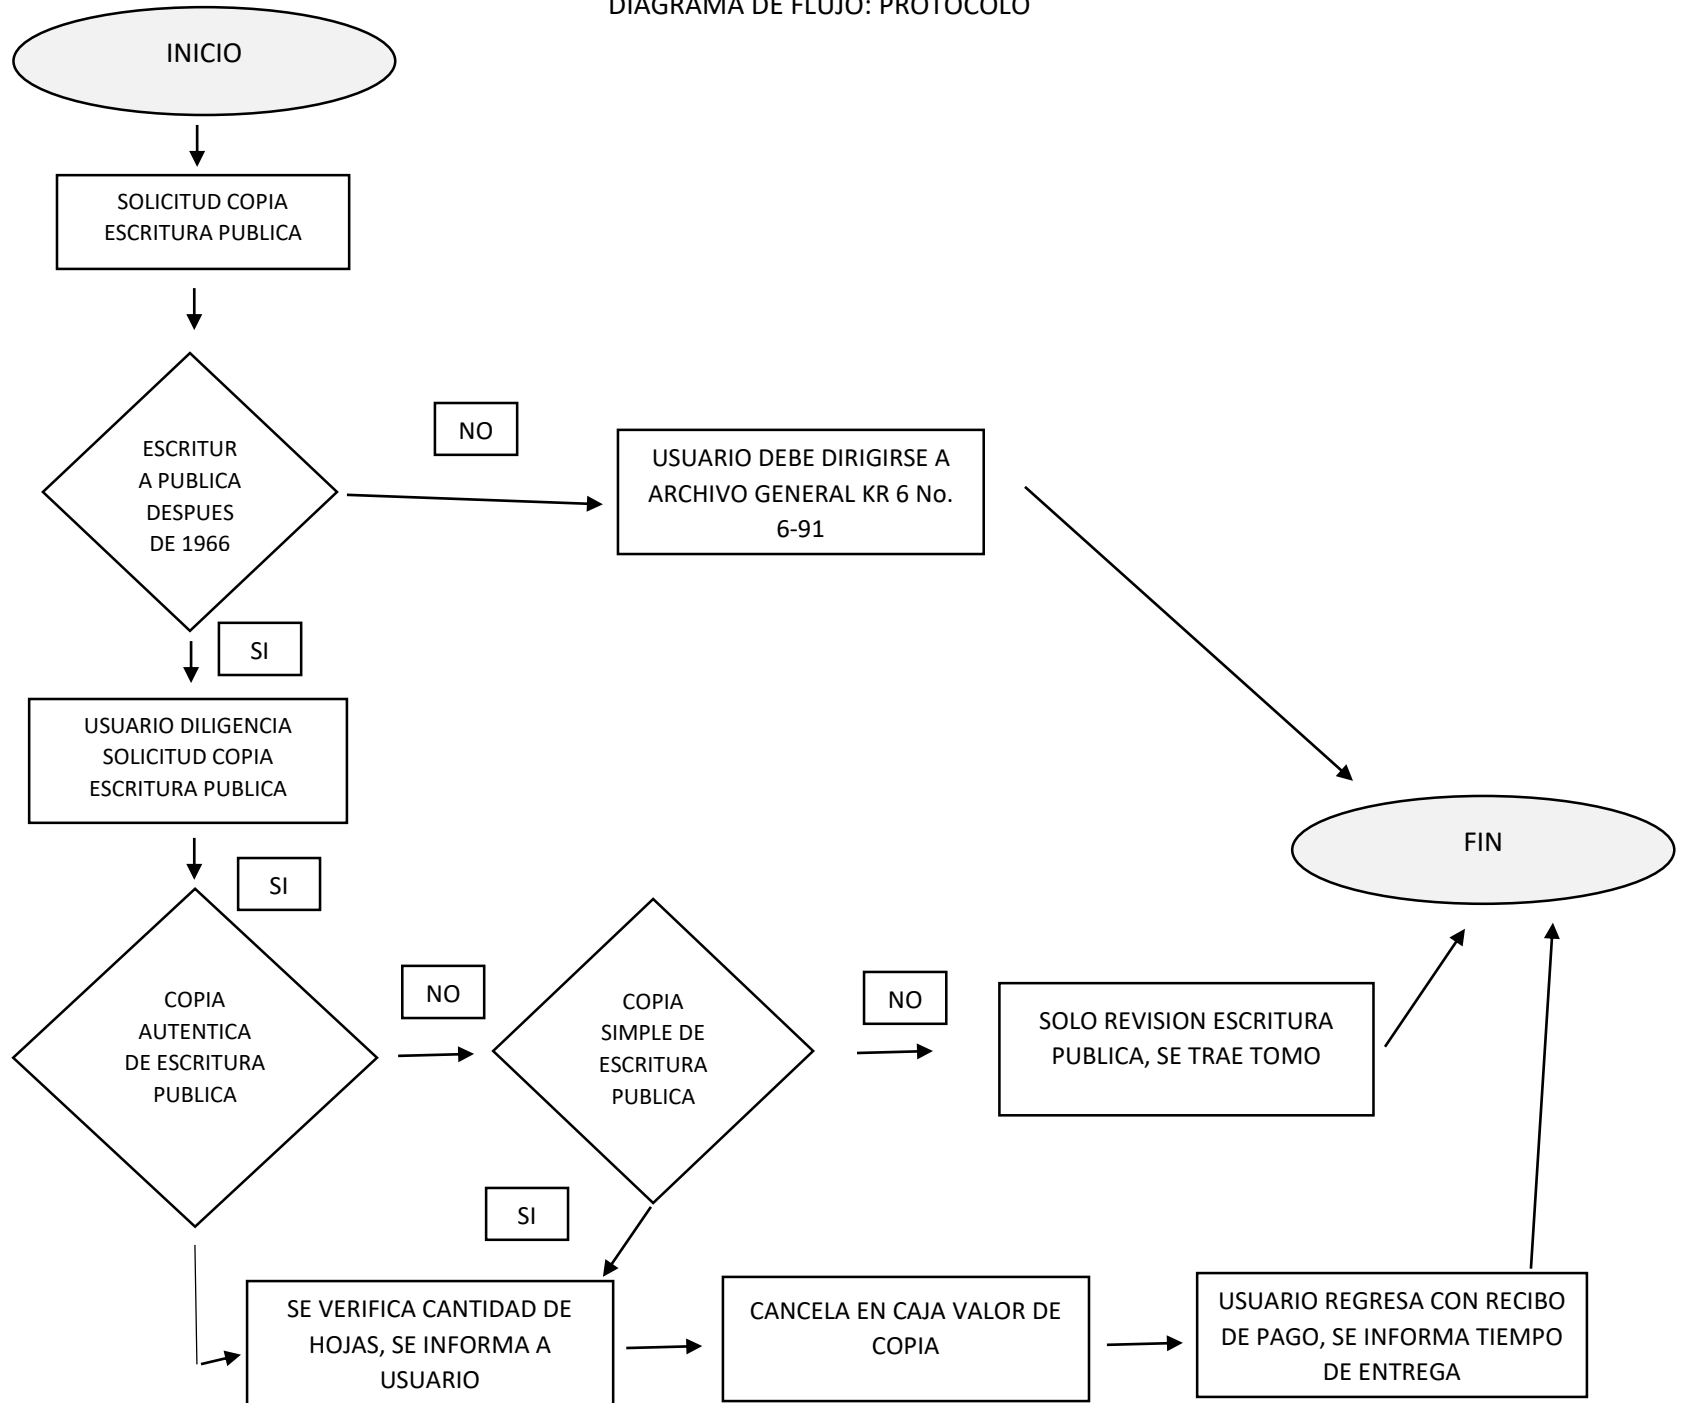 DIAGRAMA DE FLUJO: PROTOCOLO
INICIO
SOLICITUD COPIA
ESCRITURA PUBLICA
ESCRITUR
A PUBLICA
DESPUES
DE 1966
NO
USUARIO DEBE DIRIGIRSE A
ARCHIVO GENERAL KR 6 No.
6-91
SI
USUARIO DILIGENCIA
SOLICITUD COPIA
ESCRITURA PUBLICA
FIN
SI
COPIA
AUTENTICA
DE ESCRITURA
PUBLICA
NO
COPIA
SIMPLE DE
ESCRITURA
PUBLICA
NO
SOLO REVISION ESCRITURA
PUBLICA, SE TRAE TOMO
SI
SE VERIFICA CANTIDAD DE
HOJAS, SE INFORMA A
USUARIO
CANCELA EN CAJA VALOR DE
COPIA
USUARIO REGRESA CON RECIBO
DE PAGO, SE INFORMA TIEMPO
DE ENTREGA